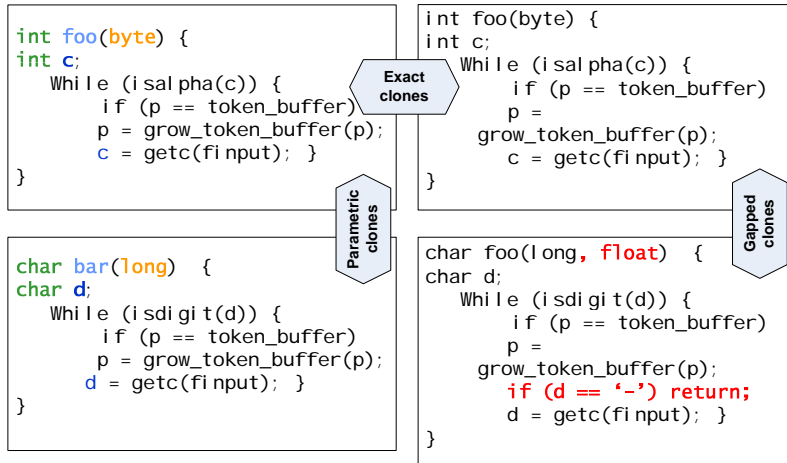 int foo(byte) {
int c;
While (isalpha(c)) {
if (p == token_buffer)
p = grow_token_buffer(p);
c = getc(finput); }
}
Exact
clones
int foo(byte) {
int c;
While (isalpha(c)) {
if (p == token_buffer)
p =
grow_token_buffer(p);
c = getc(finput); }
}
Parametric
clones
Gapped
clones
char bar(long) {
char d;
While (isdigit(d)) {
if (p == token_buffer)
p = grow_token_buffer(p);
d = getc(finput); }
}
char foo(long, float) {
char d;
While (isdigit(d)) {
if (p == token_buffer)
p =
grow_token_buffer(p);
if (d == ‘-’) return;
d = getc(finput); }
}